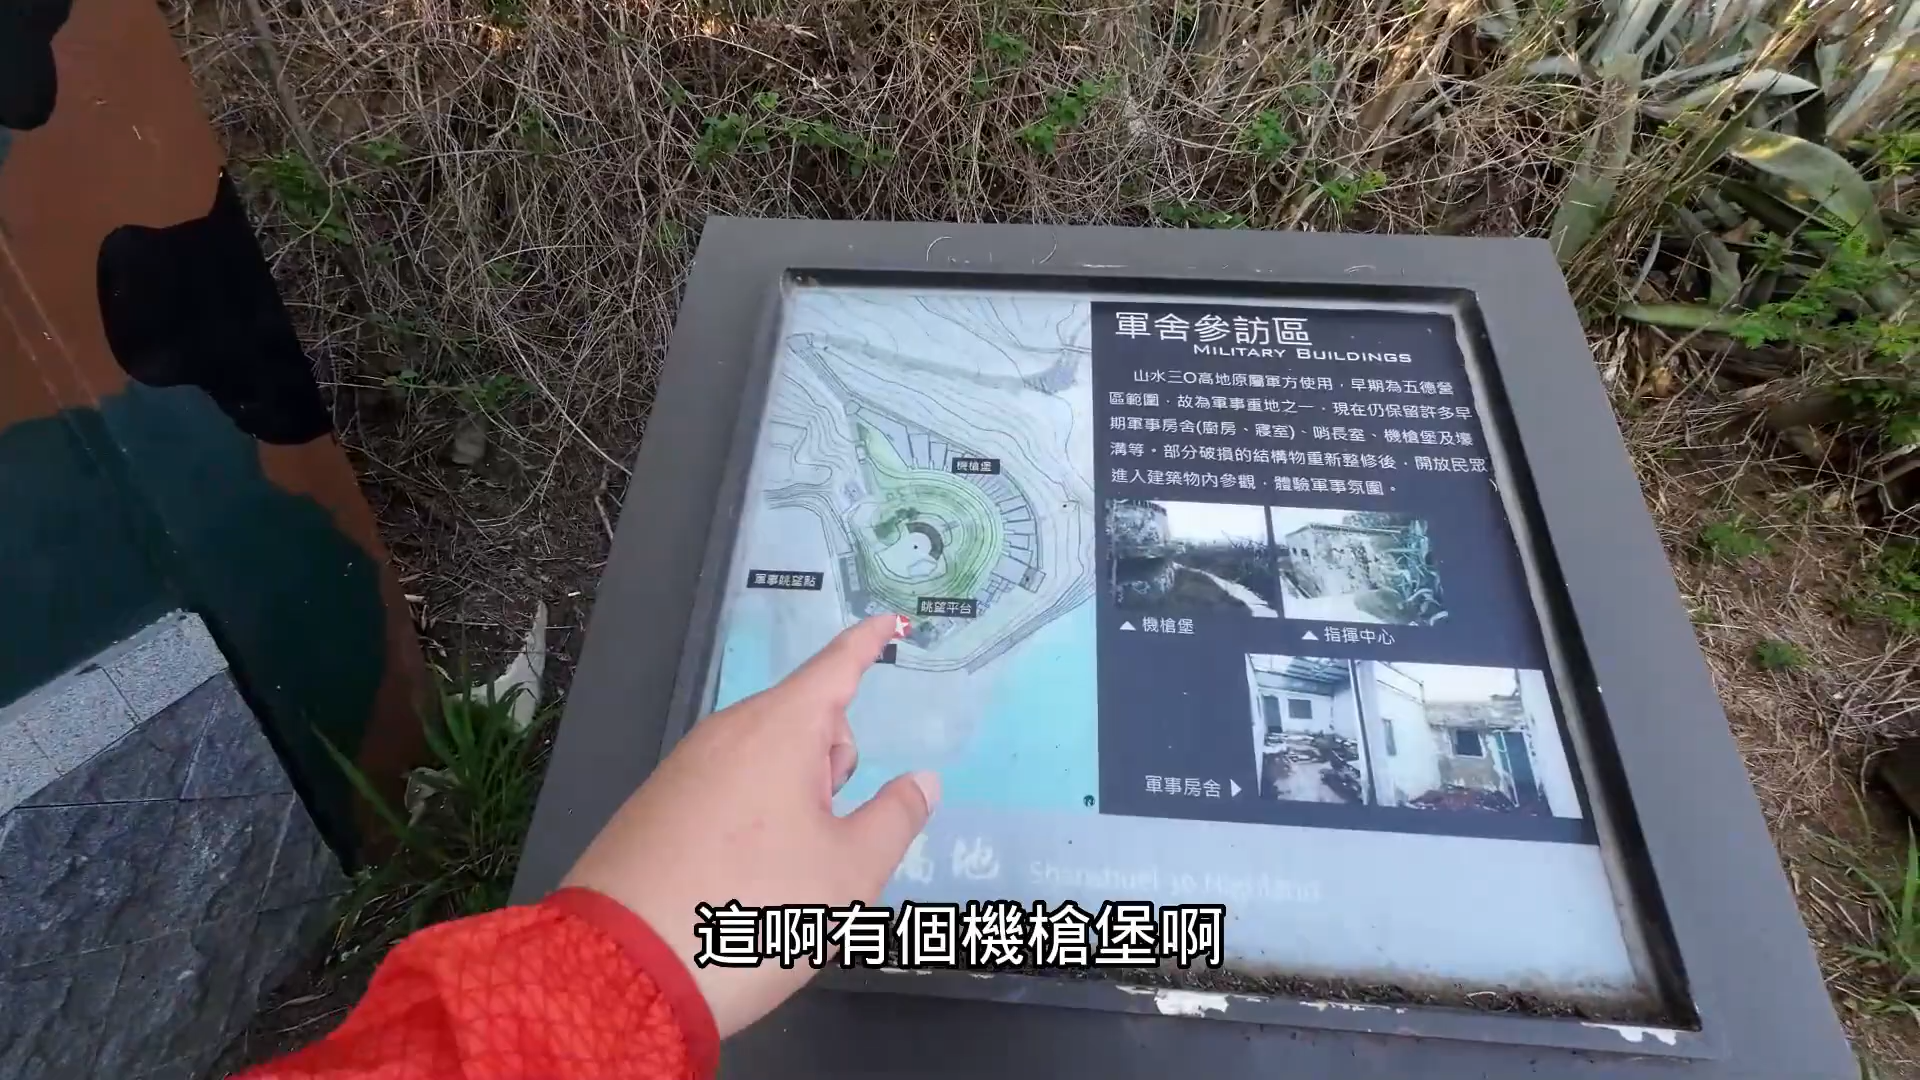 軍舍參訪區
MILITARY BUILDINGS
山水三O高地原屬軍方使用，早期為五德營
區範圍，故為軍事重地之一，現在仍保留許多早
期軍事房舍(廚房、寢室)、哨長室、機槍堡及壕
溝等。部分破損的結構物重新整修後，開放民眾
進入建築物內參觀，體驗軍事氛圍。
機槍堡
軍事眺望點
眺望平台
▲ 機槍堡
▲ 指揮中心
軍事房舍 ▶
高地 Shanshuei 30 Highland
這啊有個機槍堡啊